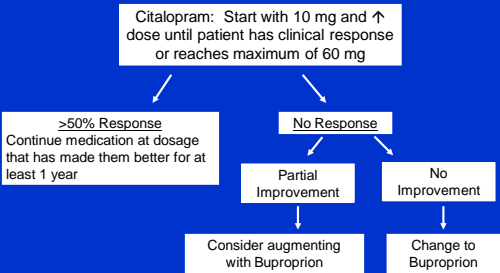 Citalopram: Start with 10 mg and ↑
dose until patient has clinical response
or reaches maximum of 60 mg
>50% Response
Continue medication at dosage
that has made them better for at
least 1 year
No Response
Partial
Improvement
No
Improvement
Consider augmenting
with Buproprion
Change to
Buproprion